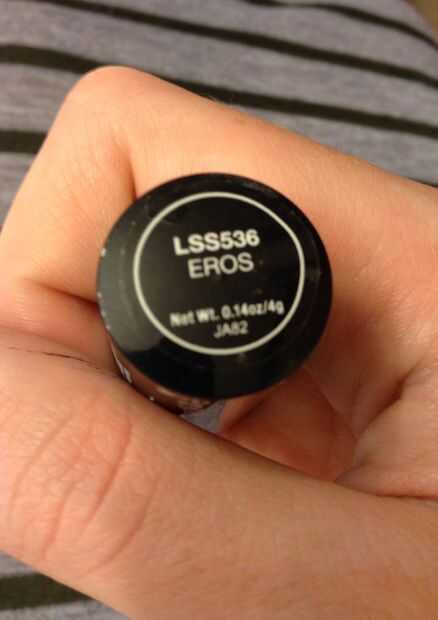 LSS536
EROS
Net Wt. 0.14oz/4g
JA82